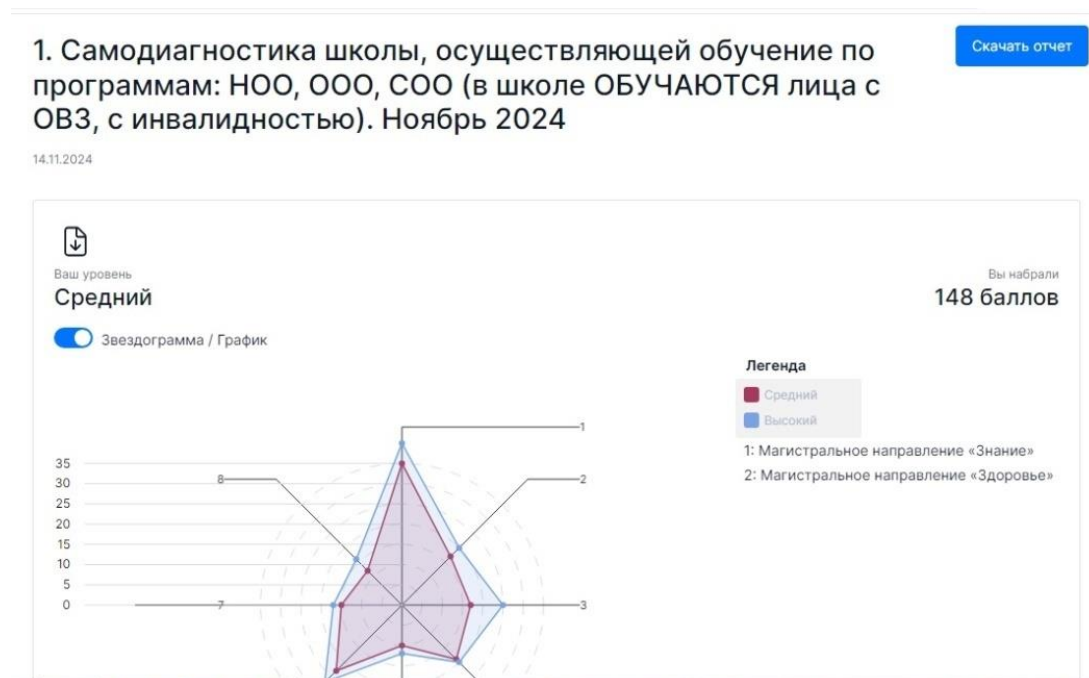 1. Самодиагностика школы, осуществляющей обучение по
программам: НОО, ООО, СОО (в школе ОБУЧАЮТСЯ лица с
ОВЗ, с инвалидностью). Ноябрь 2024
Скачать отчет
14.11.2024
Ваш уровень
Средний
Вы набрали
148 баллов
Звездограмма / График
Легенда
Средний
Высокий
1: Магистральное направление «Знание»
2: Магистральное направление «Здоровье»
1
35
30
8
2
25
20
15
10
5
0
7
3